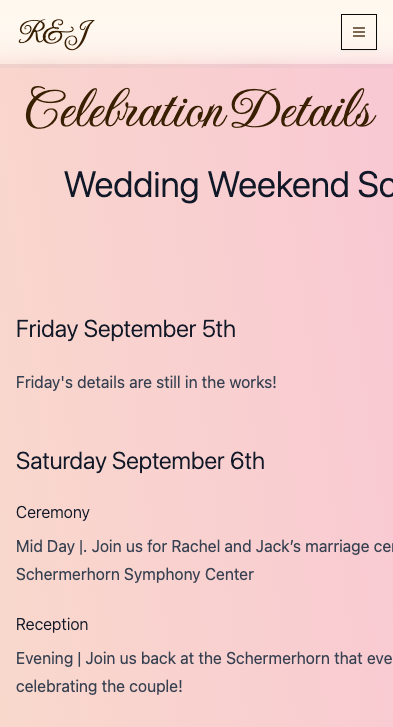 R&J
Celebration Details
Wedding Weekend Sc
Friday September 5th
Friday's details are still in the works!
Saturday September 6th
Ceremony
Mid Day |. Join us for Rachel and Jack’s marriage cer
Schermerhorn Symphony Center
Reception
Evening | Join us back at the Schermerhorn that eve
celebrating the couple!